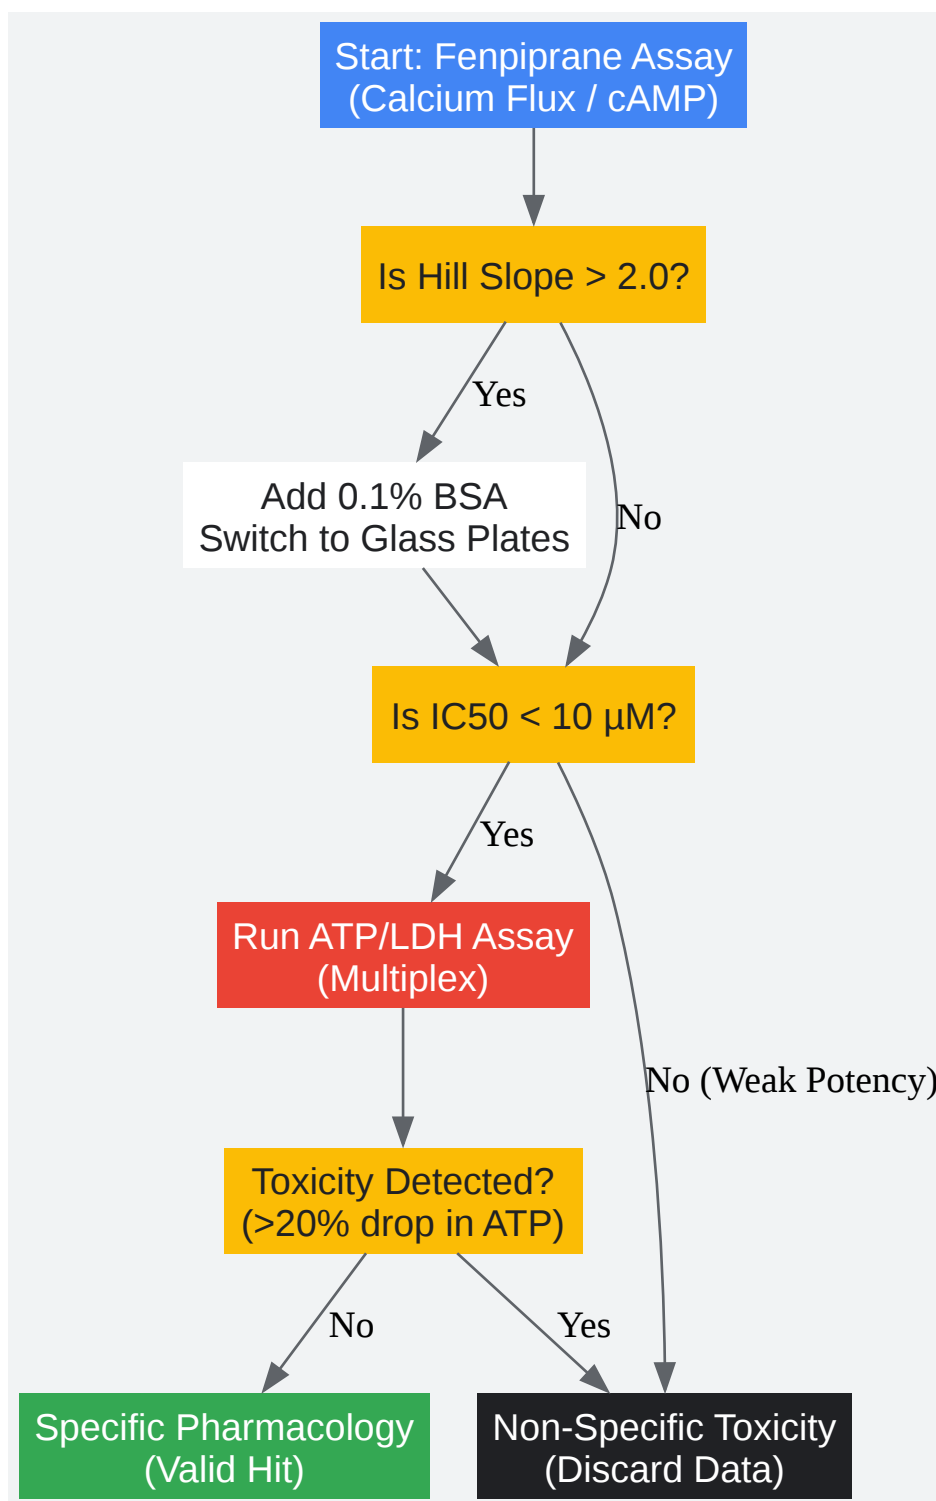 Start: Fenpiprane Assay
(Calcium Flux / cAMP)
Is Hill Slope > 2.0?
Yes
Add 0.1% BSA
Switch to Glass Plates
No
Is IC50 < 10 µM?
Yes
Run ATP/LDH Assay
(Multiplex)
No (Weak Potency)
Toxicity Detected?
(>20% drop in ATP)
No
Yes
Specific Pharmacology
(Valid Hit)
Non-Specific Toxicity
(Discard Data)